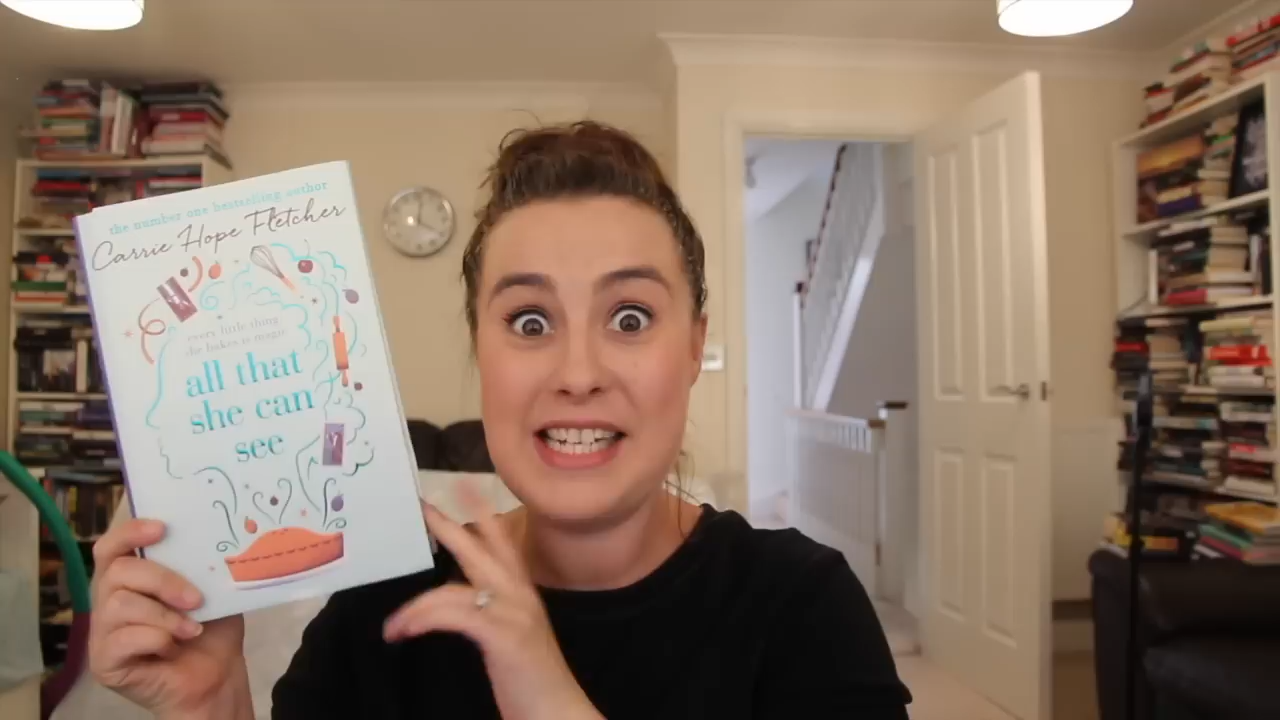 the number one bestselling author
Carrie Hope Fletcher
every little thing
she bakes is magic
all that
she can
see